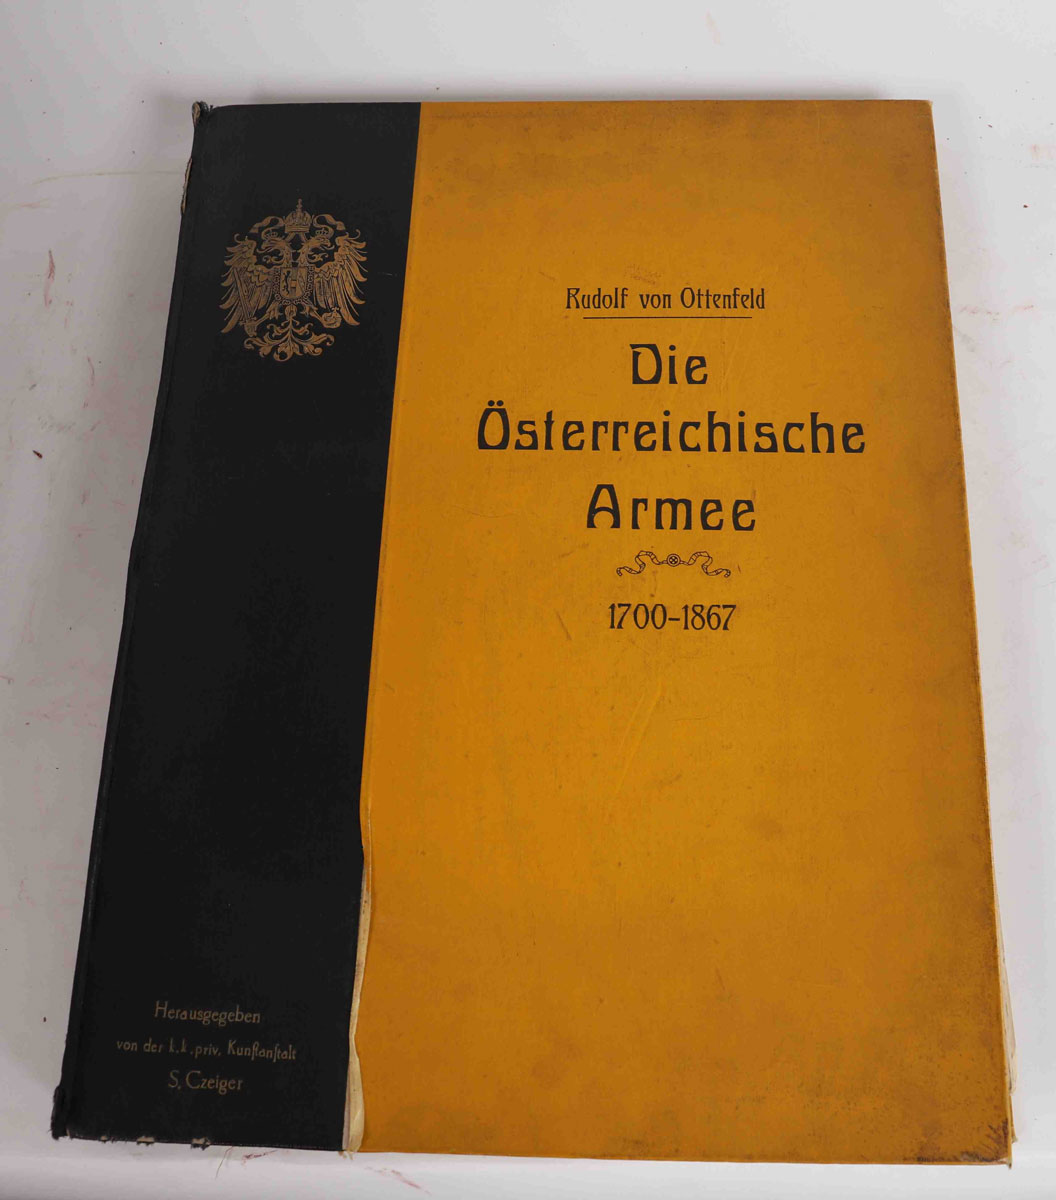 Rudolf von Ottenfeld
Die
Österreichische
Armee
1700-1867
Herausgegeben
von der k.k. priv. Kunſtanſtalt
S. Czeiger